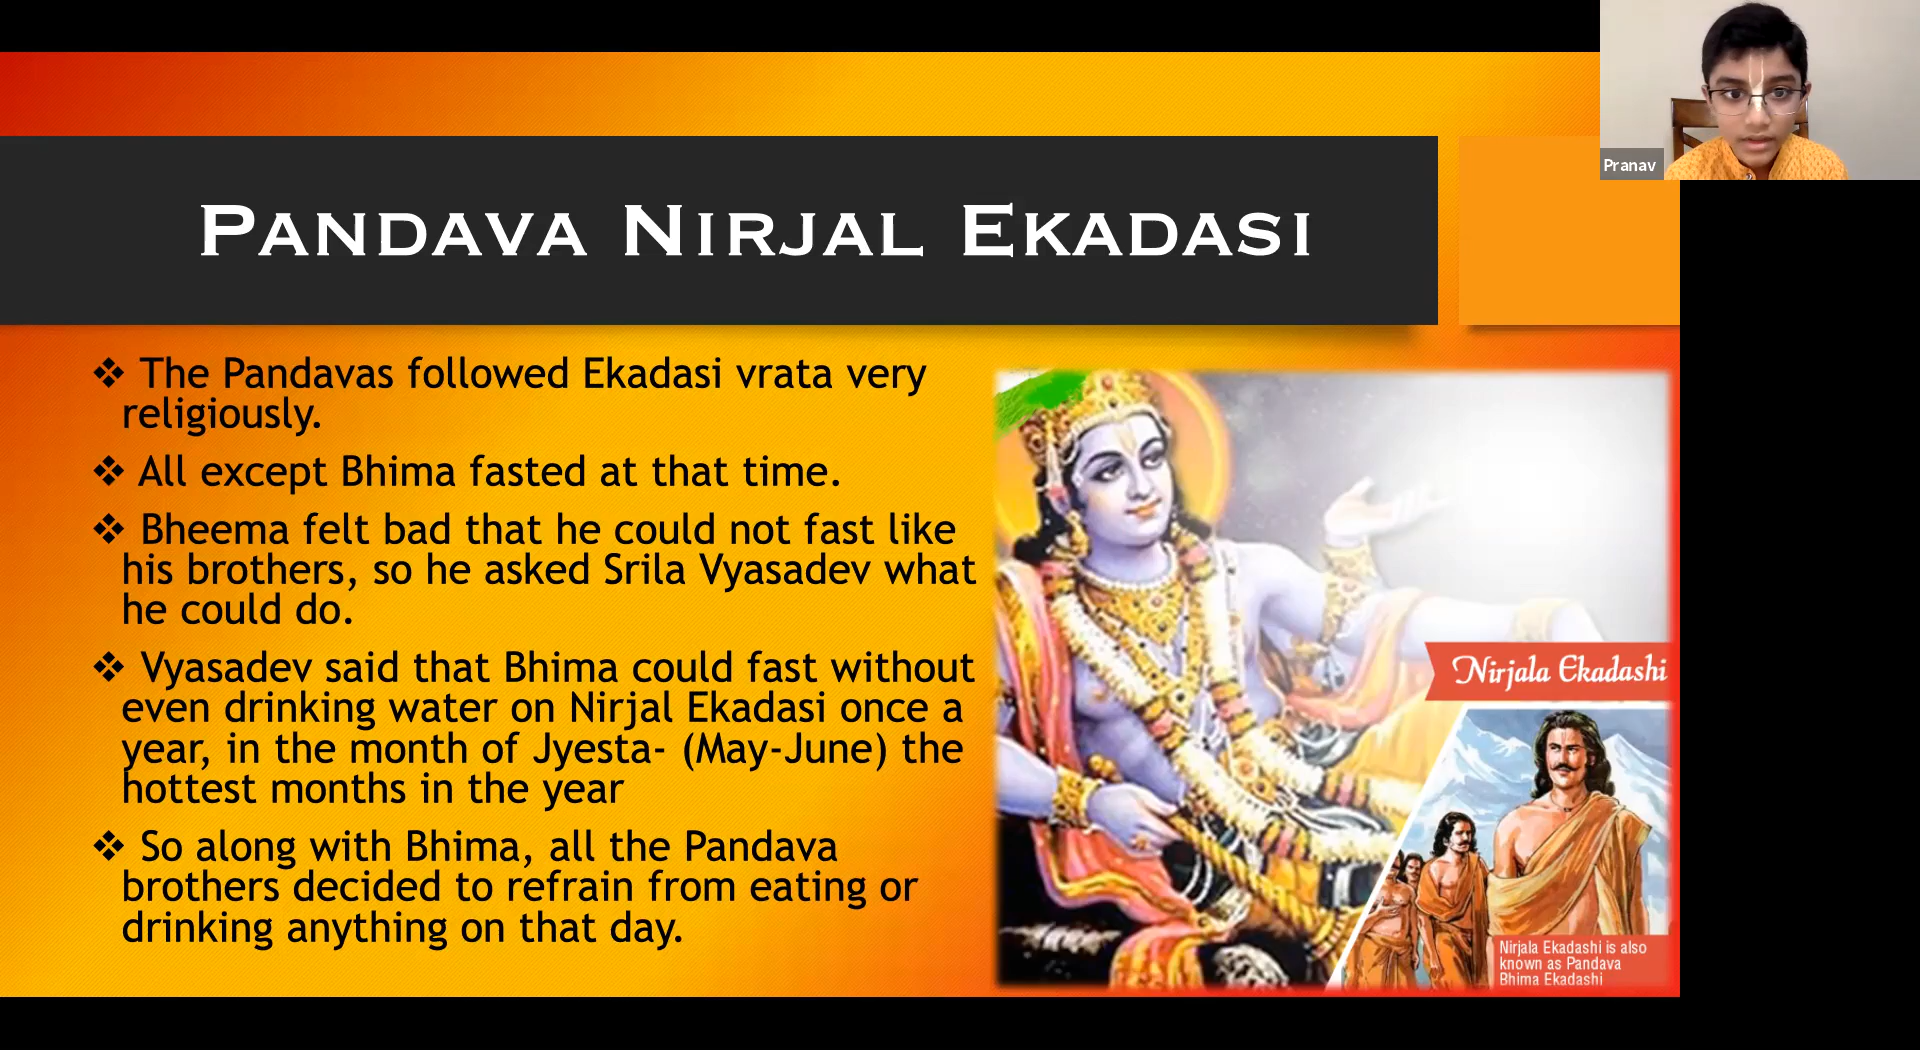 Pranav
PANDAVA NIRJAL EKADASI
❖ The Pandavas followed Ekadasi vrata very
religiously.
❖ All except Bhima fasted at that time.
❖ Bheema felt bad that he could not fast like
his brothers, so he asked Srila Vyasadev what
he could do.
❖ Vyasadev said that Bhima could fast without
even drinking water on Nirjal Ekadasi once a
year, in the month of Jyesta- (May-June) the
hottest months in the year
❖ So along with Bhima, all the Pandava
brothers decided to refrain from eating or
drinking anything on that day.
Nirjala Ekadashi
Nirjala Ekadashi is also
known as Pandava
Bhima Ekadashi